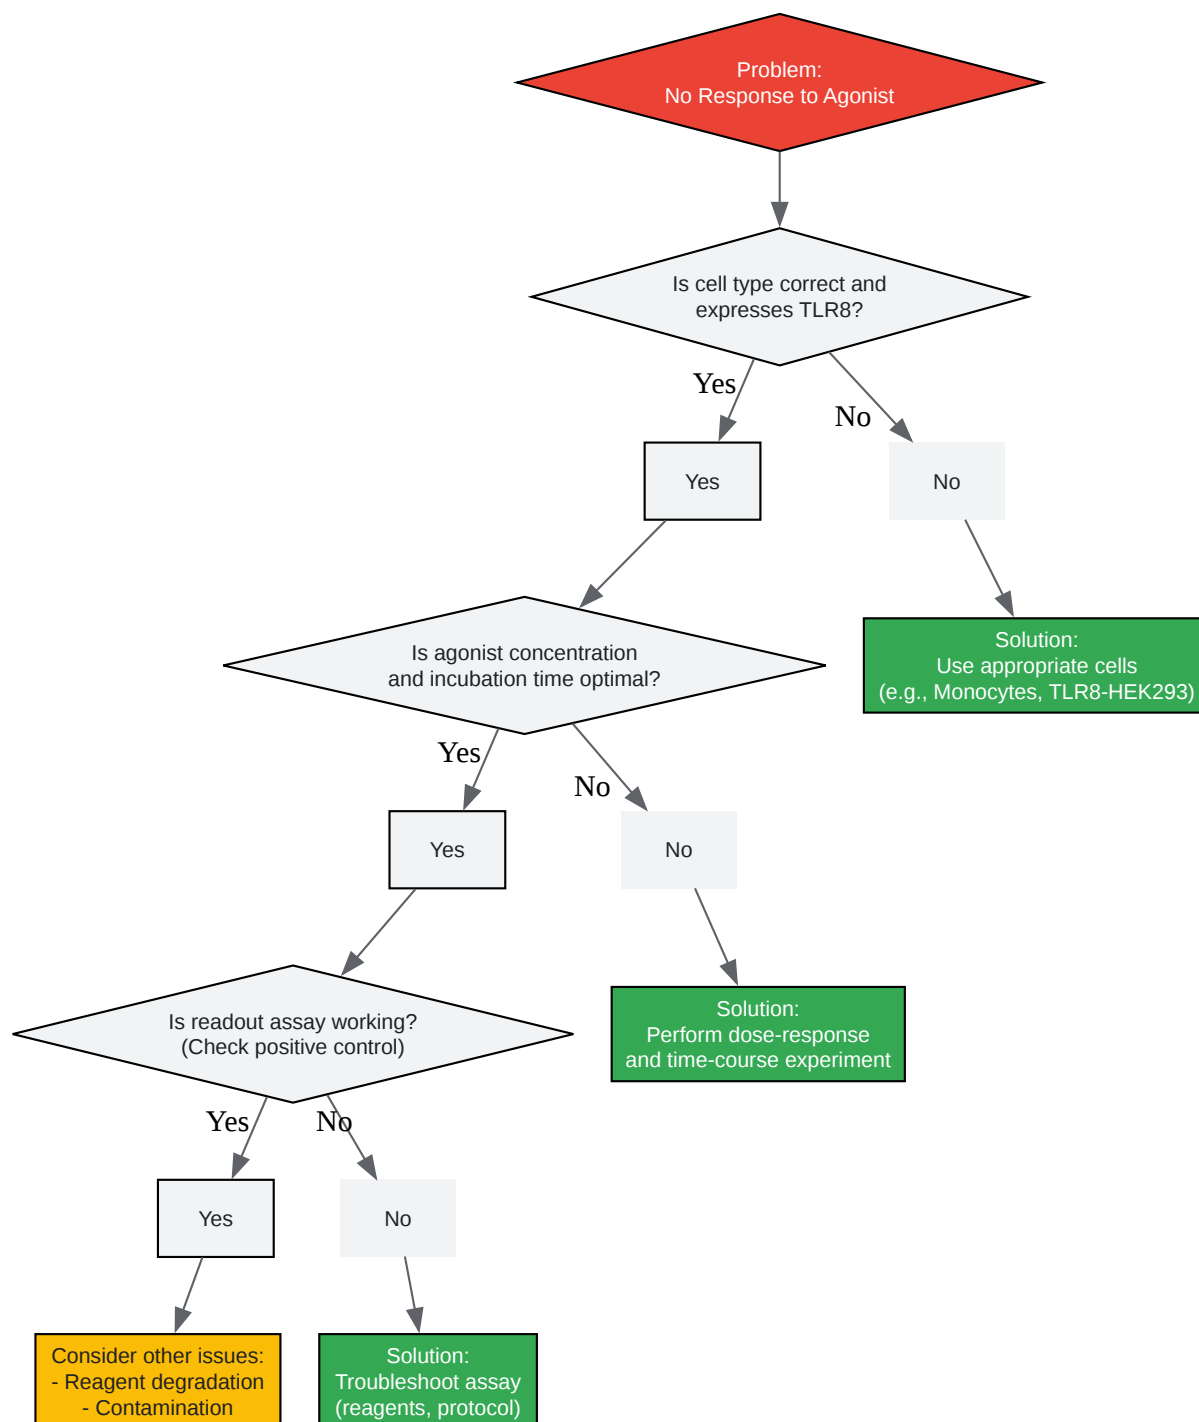 Problem:
No Response to Agonist
Is cell type correct and
expresses TLR8?
Yes
No
Yes
No
Is agonist concentration
and incubation time optimal?
Solution:
Use appropriate cells
(e.g., Monocytes, TLR8-HEK293)
Yes
No
Yes
No
Is readout assay working?
(Check positive control)
Solution:
Perform dose-response
and time-course experiment
Yes
No
Yes
No
Consider other issues:
- Reagent degradation
- Contamination
Solution:
Troubleshoot assay
(reagents, protocol)